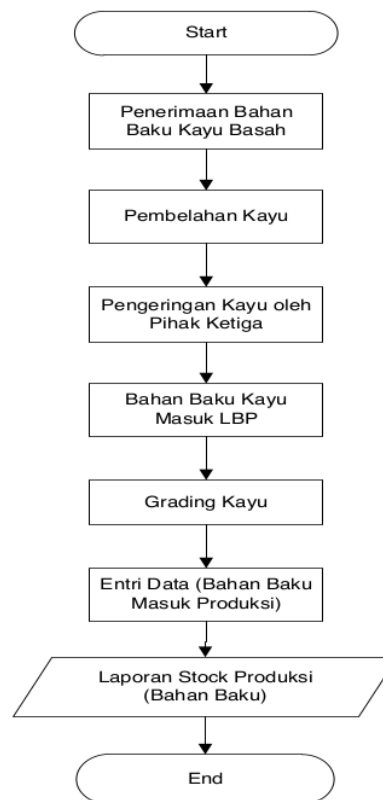 Start
Penerimaan Bahan
Baku Kayu Basah
Pembelahan Kayu
Pengeringan Kayu oleh
Pihak Ketiga
Bahan Baku Kayu
Masuk LBP
Grading Kayu
Entri Data (Bahan Baku
Masuk Produksi)
Laporan Stock Produksi
(Bahan Baku)
End